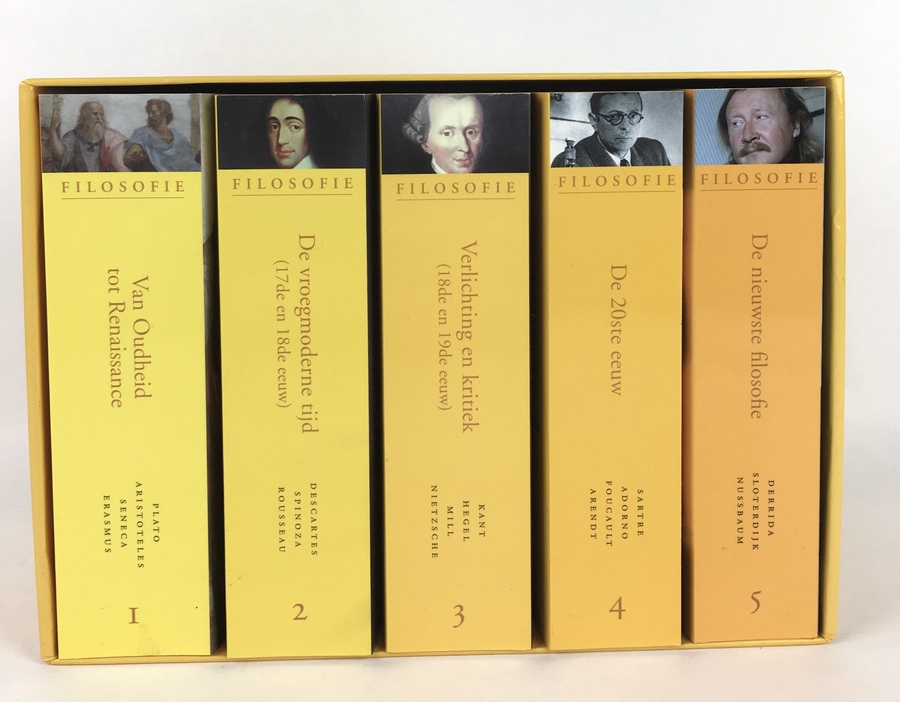 FILOSOFIE
Van Oudheid
tot Renaissance
PLATO
ARISTOTELES
SENECA
ERASMUS
1
FILOSOFIE
De vroegmoderne tijd
(17de en 18de eeuw)
DESCARTES
SPINOZA
ROUSSEAU
2
FILOSOFIE
Verlichting en kritiek
(18de en 19de eeuw)
KANT
HEGEL
MILL
NIETZSCHE
3
FILOSOFIE
De 20ste eeuw
SARTRE
ADORNO
FOUCAULT
ARENDT
4
FILOSOFIE
De nieuwste filosofie
DERRIDA
SLOTERDIJK
NUSSBAUM
5